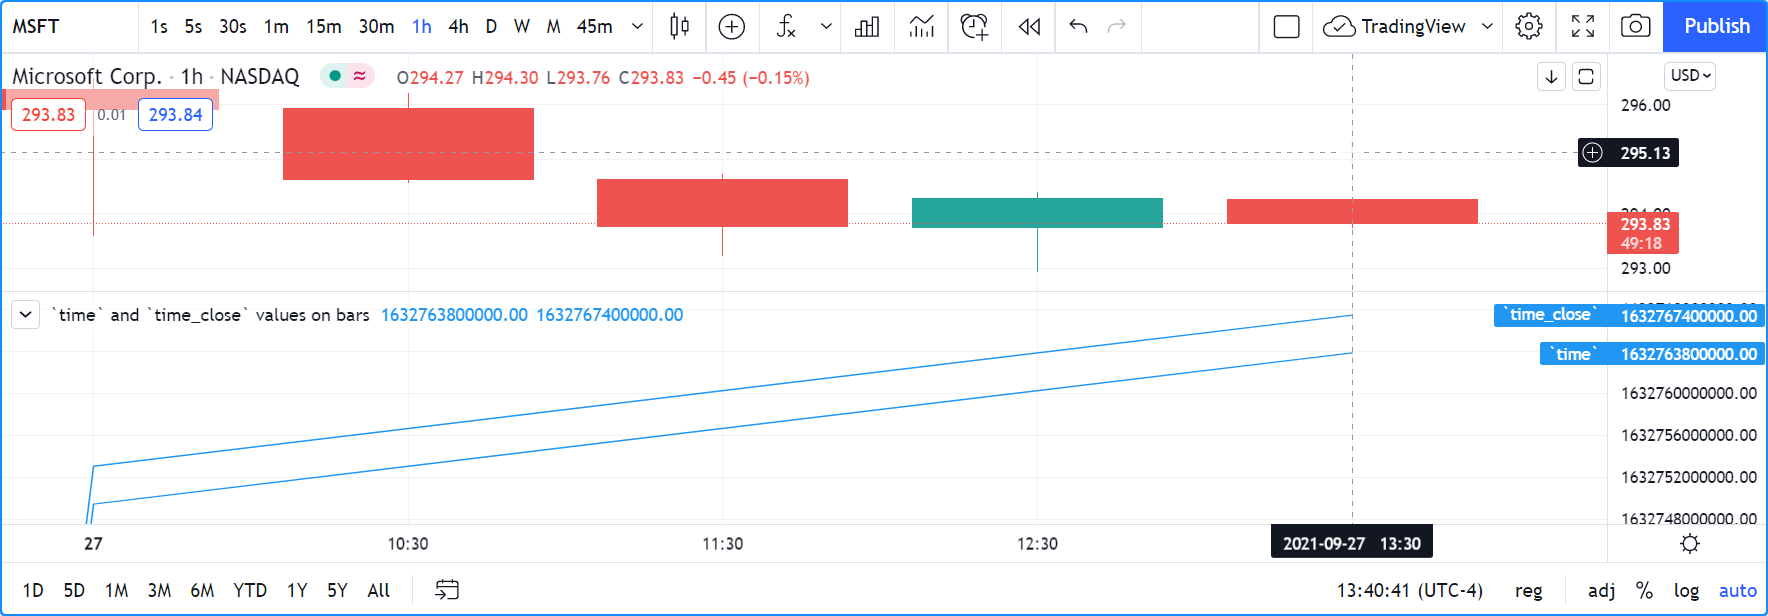 MSFT 1s 5s 30s 1m 15m 30m 1h 4h D W M 45m TradingView Publish
Microsoft Corp. · 1h · NASDAQ ≈ O294.27 H294.30 L293.76 C293.83 −0.45 (−0.15%) USD
296.00
293.83 0.01 293.84
295.13
294.00
293.83
49:18
293.00
`time` and `time_close` values on bars 1632763800000.00 1632767400000.00 `time_close` 1632767400000.00
`time` 1632763800000.00
1632760000000.00
1632756000000.00
1632752000000.00
1632748000000.00
27 10:30 11:30 12:30 2021-09-27 13:30
1D 5D 1M 3M 6M YTD 1Y 5Y All 13:40:41 (UTC-4) reg adj % log auto